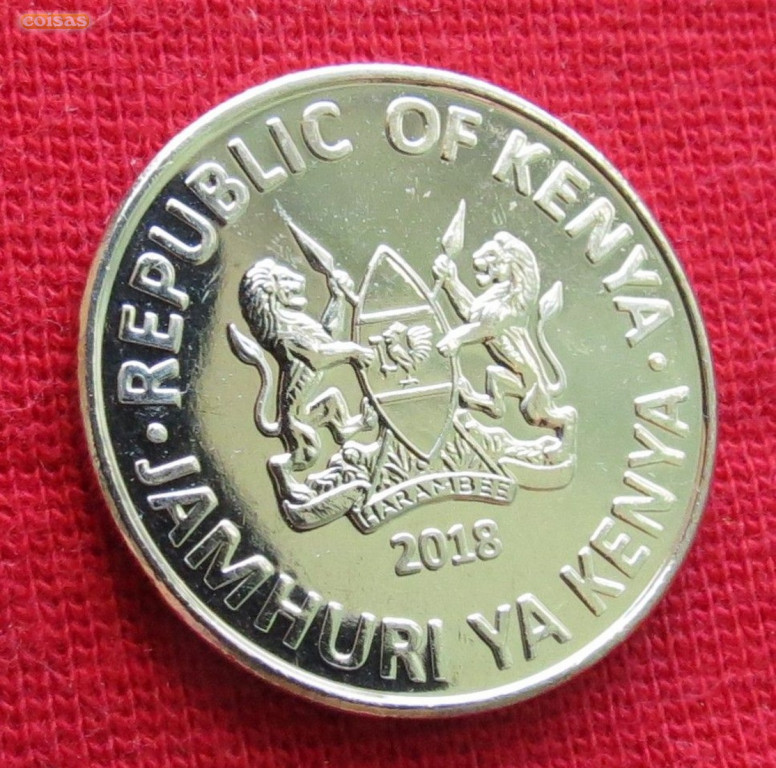 coisas
REPUBLIC OF KENYA
HARAMBEE
2018
JAMHURI YA KENYA